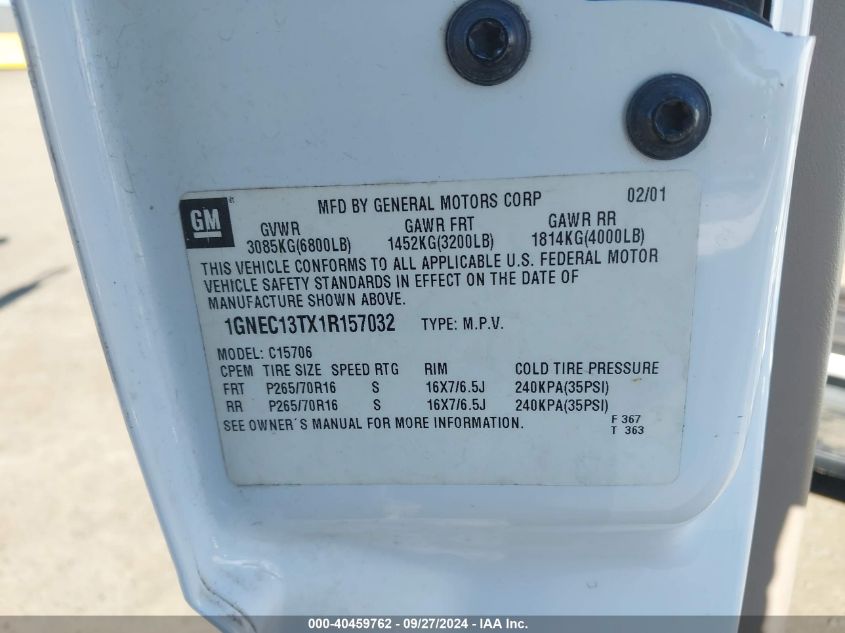 GM
MFD BY GENERAL MOTORS CORP 02/01
GVWR GAWR FRT GAWR RR
3085KG(6800LB) 1452KG(3200LB) 1814KG(4000LB)
THIS VEHICLE CONFORMS TO ALL APPLICABLE U.S. FEDERAL MOTOR
VEHICLE SAFETY STANDARDS IN EFFECT ON THE DATE OF
MANUFACTURE SHOWN ABOVE.
1GNEC13TX1R157032 TYPE: M.P.V.
MODEL: C15706
CPEM TIRE SIZE SPEED RTG RIM COLD TIRE PRESSURE
FRT P265/70R16 S 16X7/6.5J 240KPA(35PSI)
RR P265/70R16 S 16X7/6.5J 240KPA(35PSI)
SEE OWNER'S MANUAL FOR MORE INFORMATION.
F 367
T 363
000-40459762 - 09/27/2024 - IAA Inc.